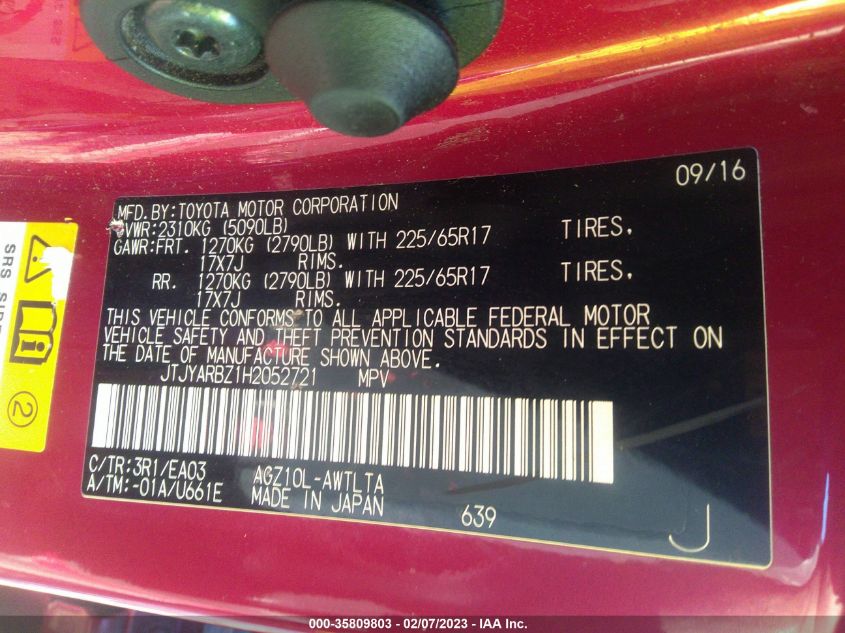 09/16
MFD. BY: TOYOTA MOTOR CORPORATION
VWR: 2310KG (5090LB)
GAWR: FRT. 1270KG (2790LB) WITH 225/65R17 TIRES,
17X7J RIMS.
RR. 1270KG (2790LB) WITH 225/65R17 TIRES,
17X7J RIMS.
THIS VEHICLE CONFORMS TO ALL APPLICABLE FEDERAL MOTOR
VEHICLE SAFETY AND THEFT PREVENTION STANDARDS IN EFFECT ON
THE DATE OF MANUFACTURE SHOWN ABOVE.
JTJYARBZ1H2052721 MPV
C/TR: 3R1/EA03 AGZ10L-AWTLTA
A/TM: -01A/U661E MADE IN JAPAN
639
J
SRS
2
000-35809803 - 02/07/2023 - IAA Inc.